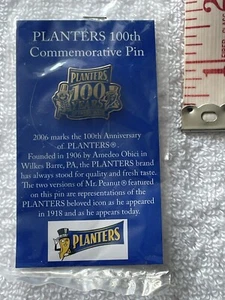 PLANTERS 100th
Commemorative Pin
PLANTERS
100
2006 marks the 100th Anniversary
of PLANTERS®.
Founded in 1906 by Amedeo Obici in
Wilkes Barre, PA, the PLANTERS brand
has always stood for quality and fresh taste.
The two versions of Mr. Peanut® featured
on this pin are representations of the
PLANTERS beloved icon as he appeared
in 1918 and as he appears today.
PLANTERS
1
2